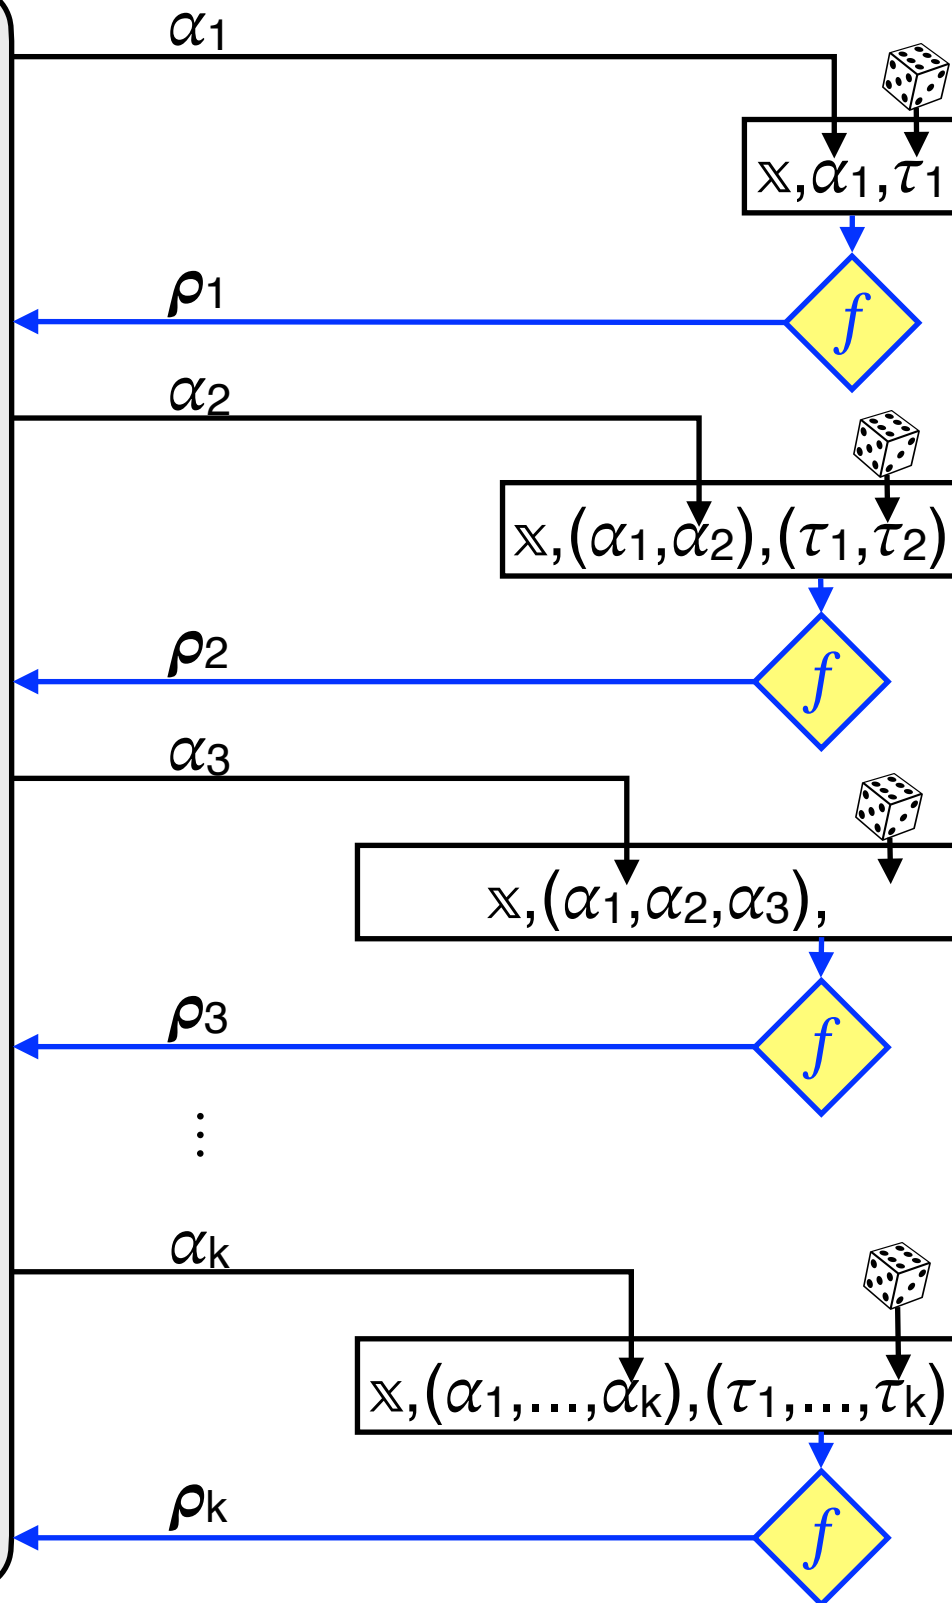 α1
𝕩,α1,τ1
ρ1
f
α2
𝕩,(α1,α2),(τ1,τ2)
ρ2
f
α3
𝕩,(α1,α2,α3),
ρ3
f
⋮
αk
𝕩,(α1,...,αk),(τ1,...,τk)
ρk
f